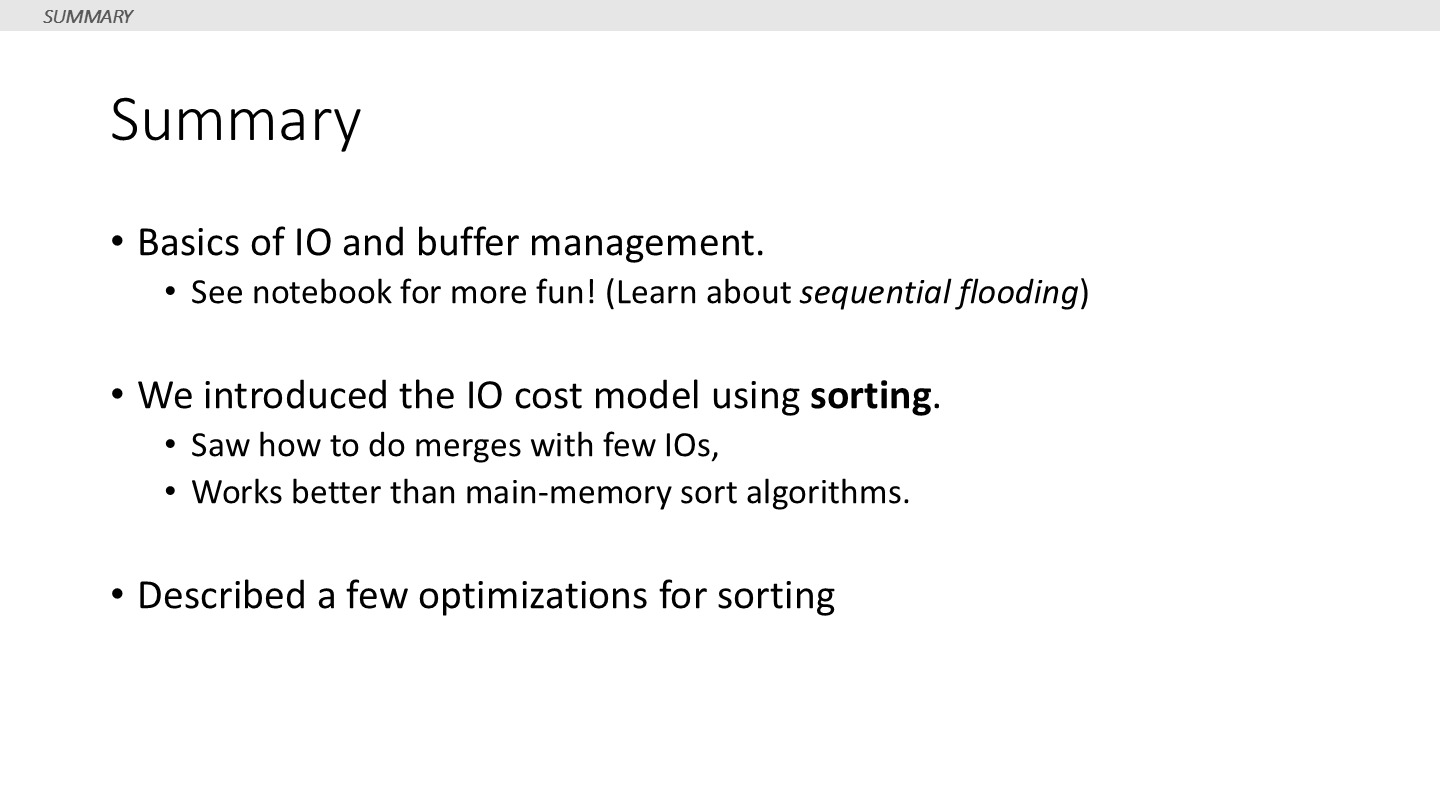 SUMMARY
Summary
• Basics of IO and buffer management.
• See notebook for more fun! (Learn about sequential flooding)
• We introduced the IO cost model using sorting.
• Saw how to do merges with few IOs,
• Works better than main-memory sort algorithms.
• Described a few optimizations for sorting